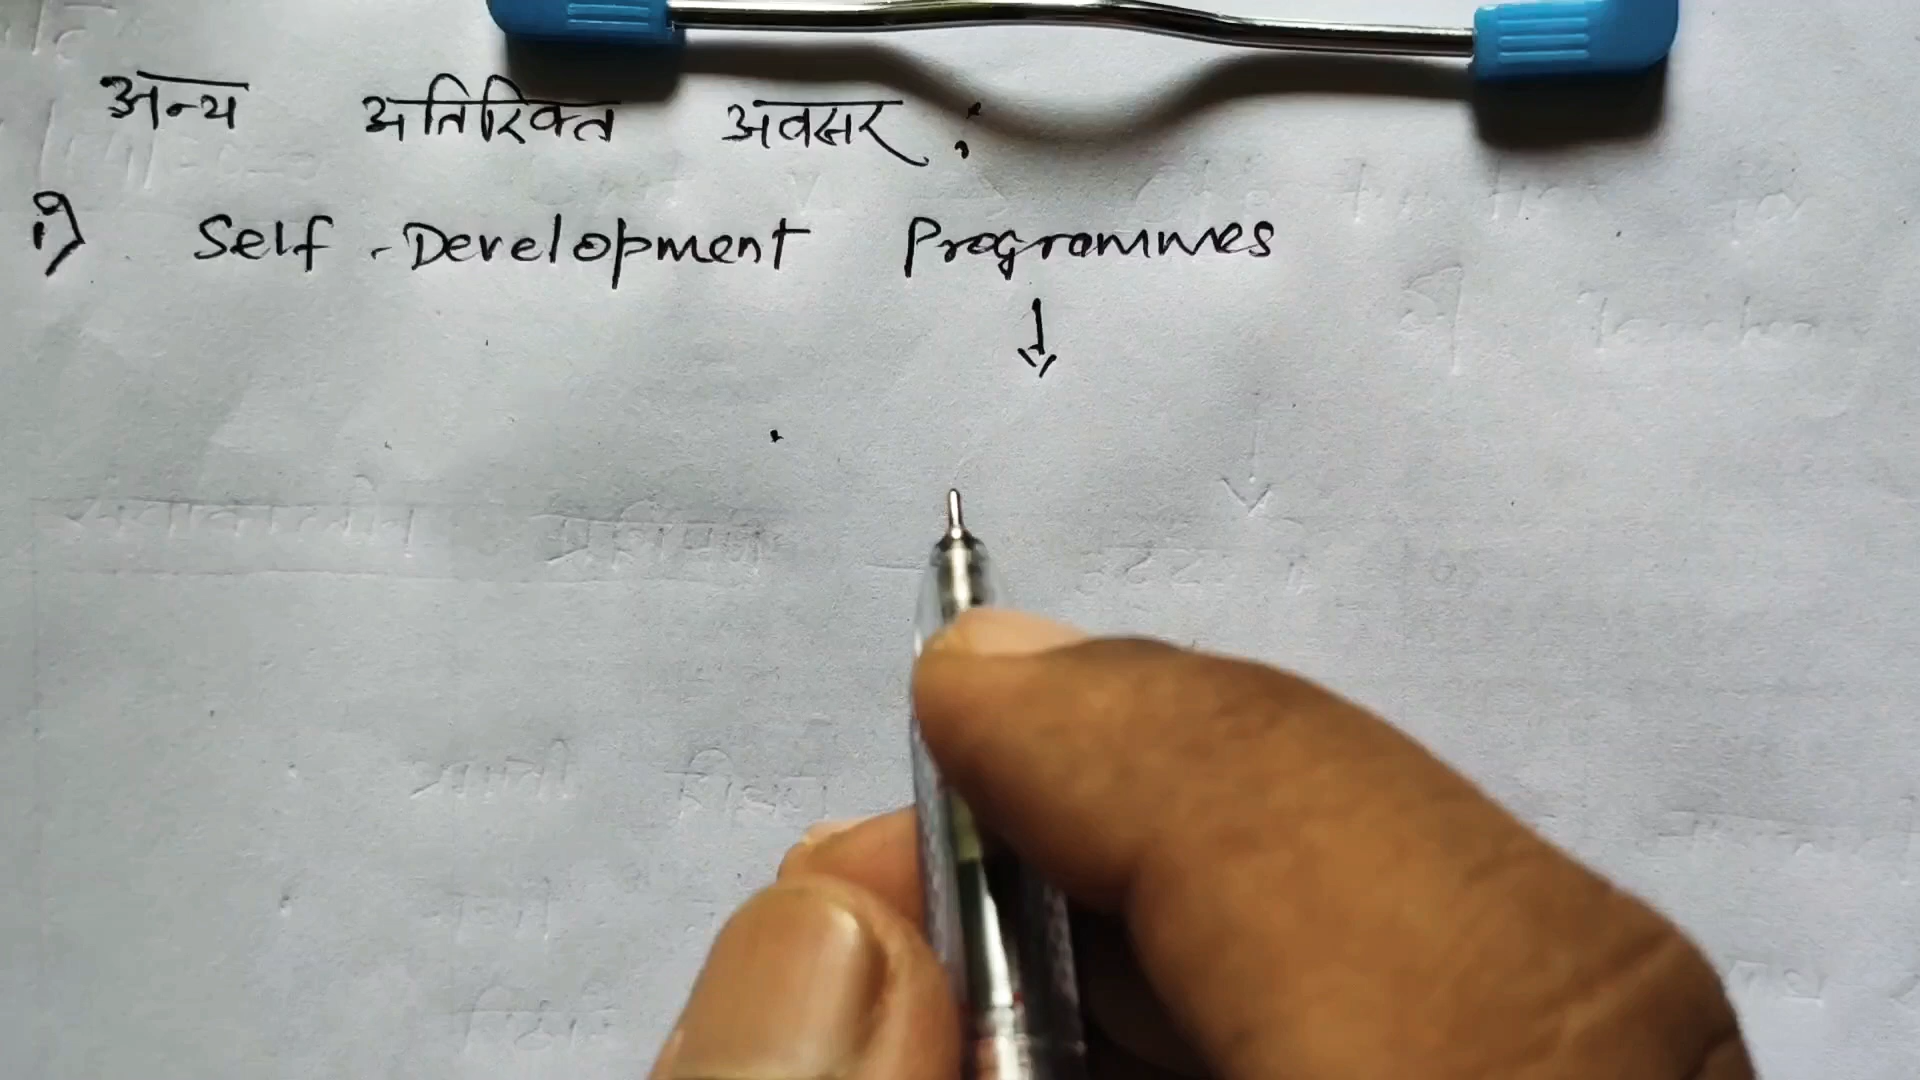 अन्य अतिरिक्त अवसर :
i) Self-Development Programmes
↓